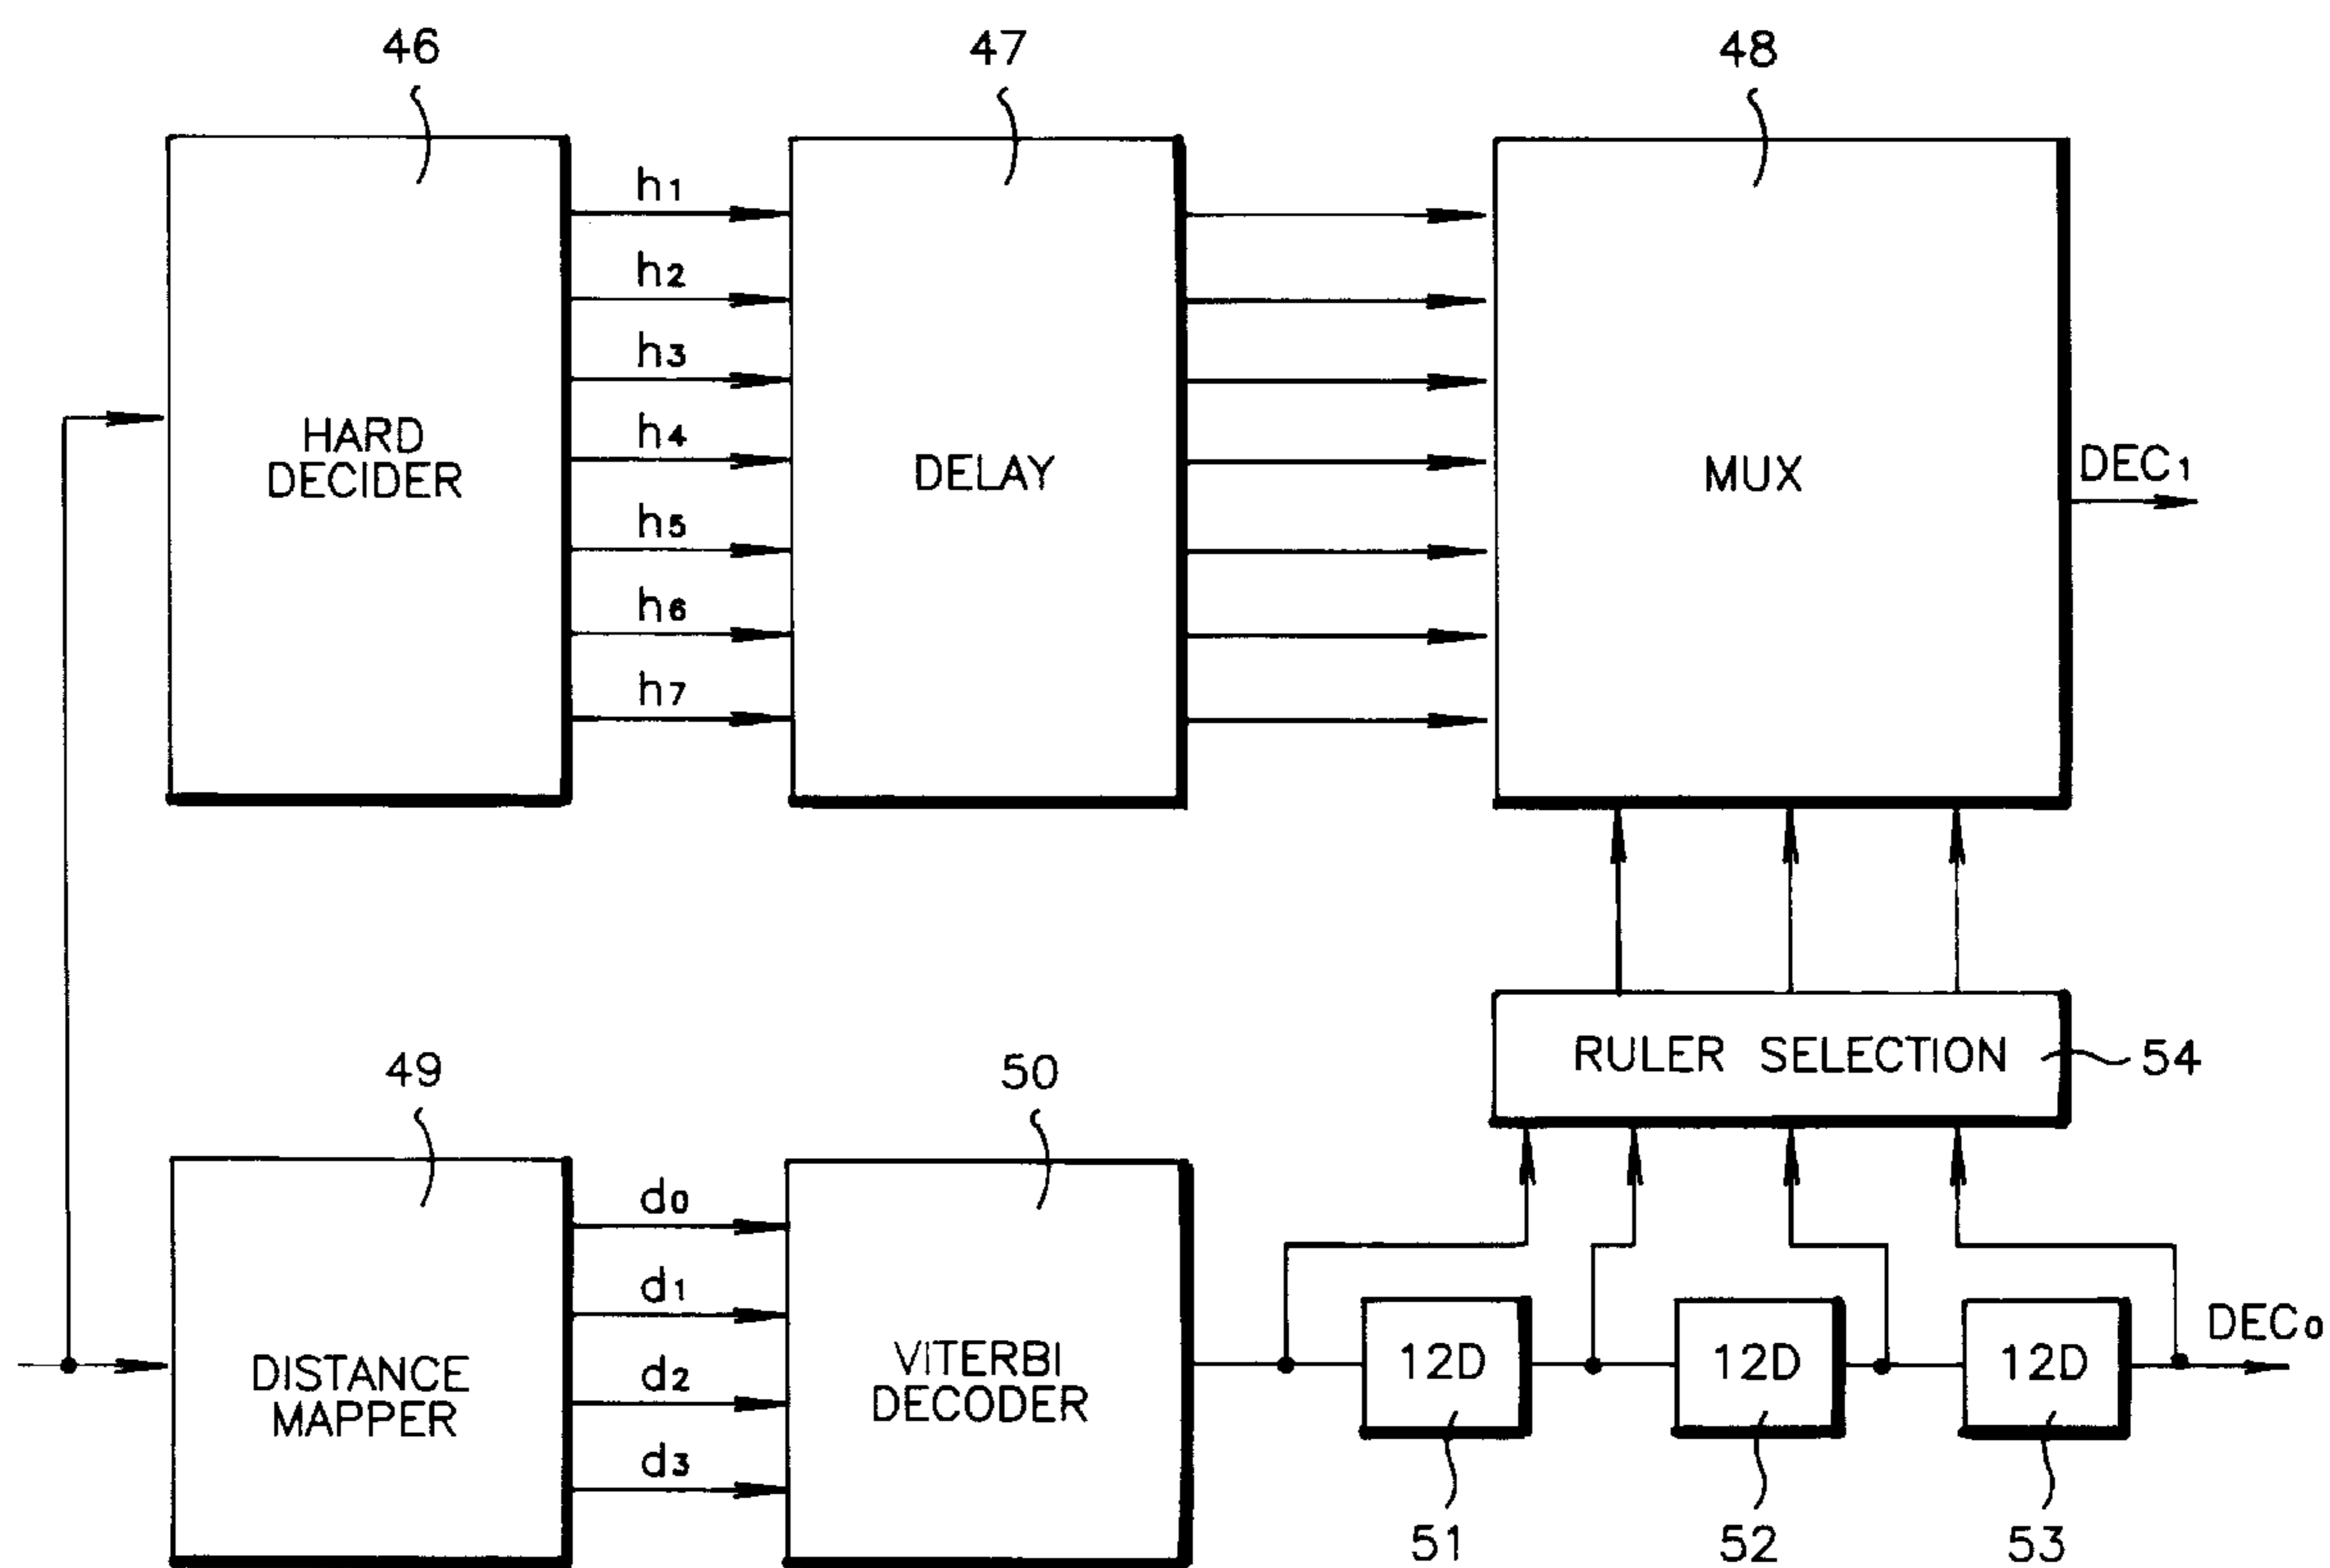 46
47
48
HARD
DECIDER
h1
h2
h3
h4
h5
h6
h7
DELAY
MUX
DEC1
RULER SELECTION
54
49
50
DISTANCE
MAPPER
d0
d1
d2
d3
VITERBI
DECODER
12D
12D
12D
DEC0
51
52
53